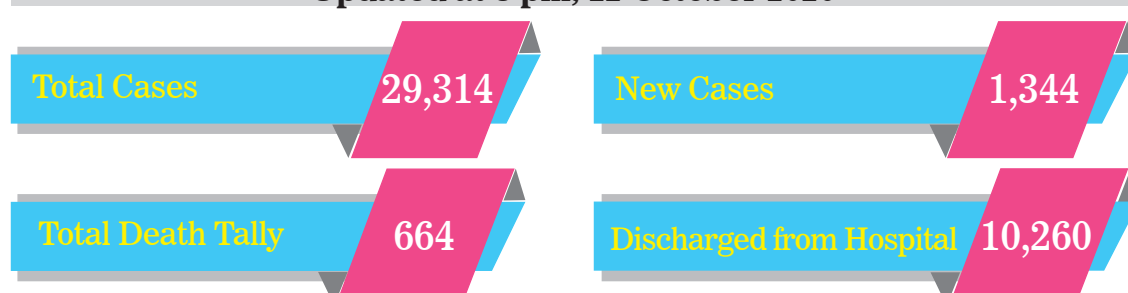 Total Cases 29,314
New Cases 1,344
Total Death Tally 664
Discharged from Hospital 10,260